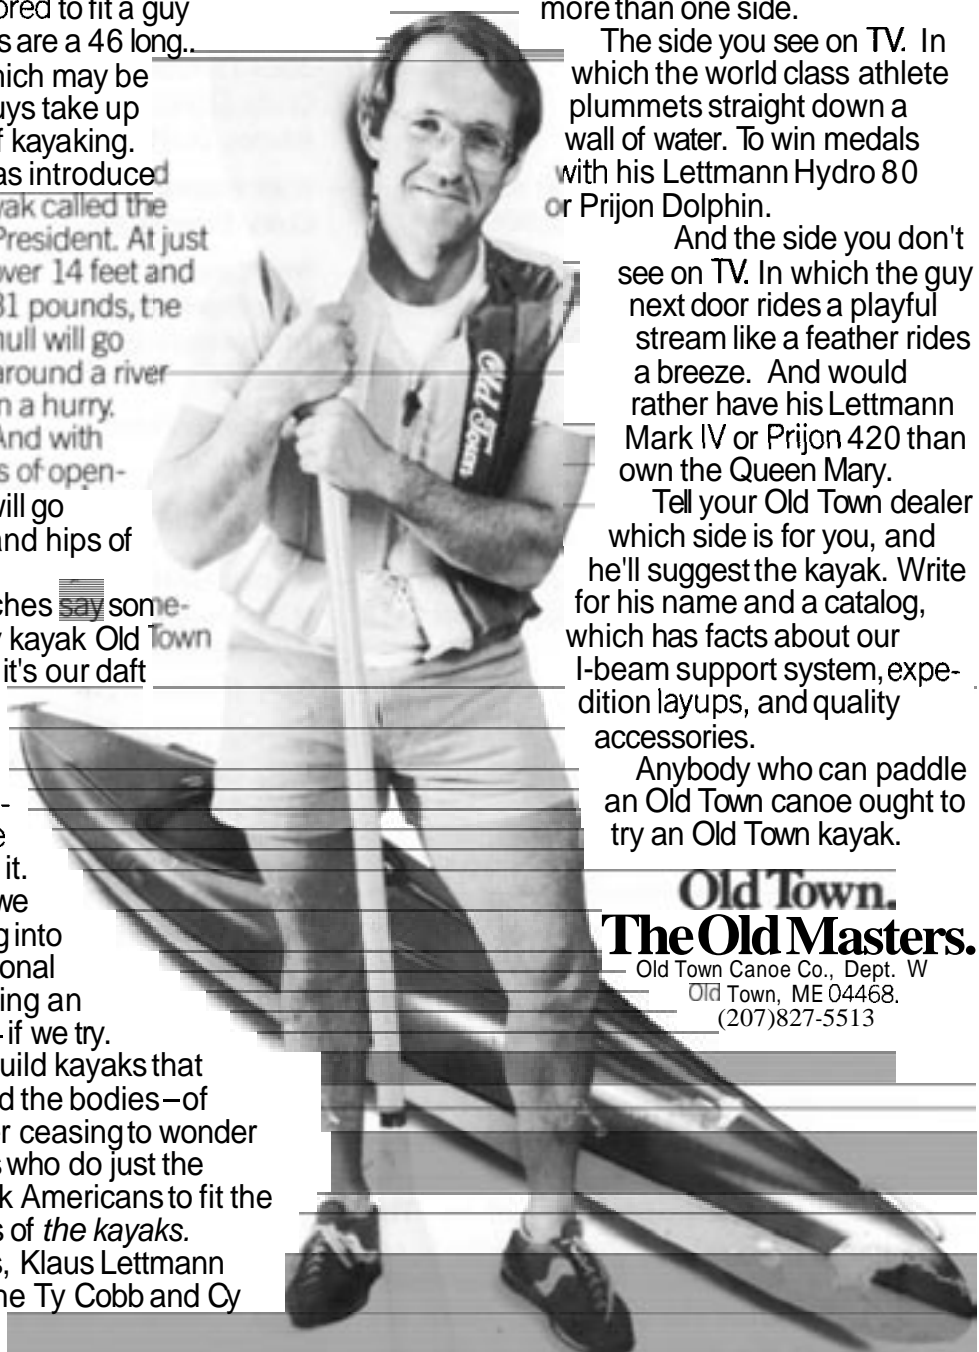 to fit a guy
s are a 46 long..
may be
uys take up
f kayaking.
as introduced
yak called the
President. At just
over 14 feet and
31 pounds, the
hull will go
around a river
in a hurry.
And with
s of open-
will go
and hips of
ches say some-
y kayak Old Town
it's our daft
-
e
it.
we
g into
onal
ing an
-if we try.
uild kayaks that
d the bodies–of
r ceasing to wonder
s who do just the
k Americans to fit the
s of the kayaks.
s, Klaus Lettmann
he Ty Cobb and Cy
more than one side.
The side you see on TV. In
which the world class athlete
plummets straight down a
wall of water. To win medals
with his Lettmann Hydro 80
or Prijon Dolphin.
And the side you don't
see on TV. In which the guy
next door rides a playful
stream like a feather rides
a breeze. And would
rather have his Lettmann
Mark IV or Prijon 420 than
own the Queen Mary.
Tell your Old Town dealer
which side is for you, and
he'll suggest the kayak. Write
for his name and a catalog,
which has facts about our
I-beam support system, expe-
dition layups, and quality
accessories.
Anybody who can paddle
an Old Town canoe ought to
try an Old Town kayak.
Old Town
Old Town.
The Old Masters.
Old Town Canoe Co., Dept. W
Old Town, ME 04468.
(207)827-5513